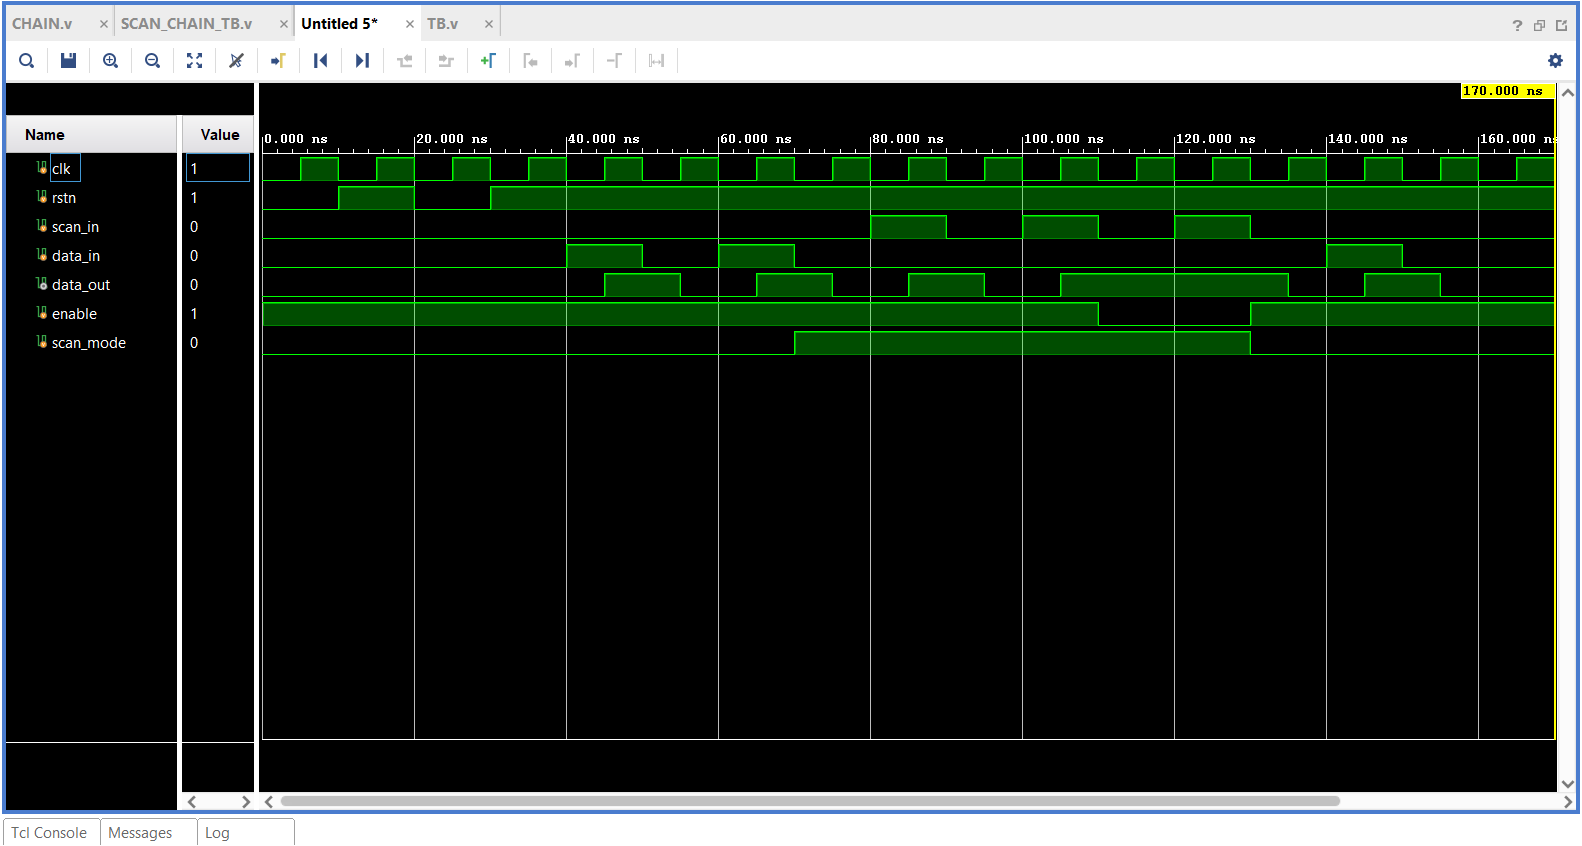 CHAIN.v × SCAN_CHAIN_TB.v × Untitled 5* × TB.v ×
?
170.000 ns
Name Value
0.000 ns 20.000 ns 40.000 ns 60.000 ns 80.000 ns 100.000 ns 120.000 ns 140.000 ns 160.000 n
clk 1
rstn 1
scan_in 0
data_in 0
data_out 0
enable 1
scan_mode 0
Tcl Console Messages Log